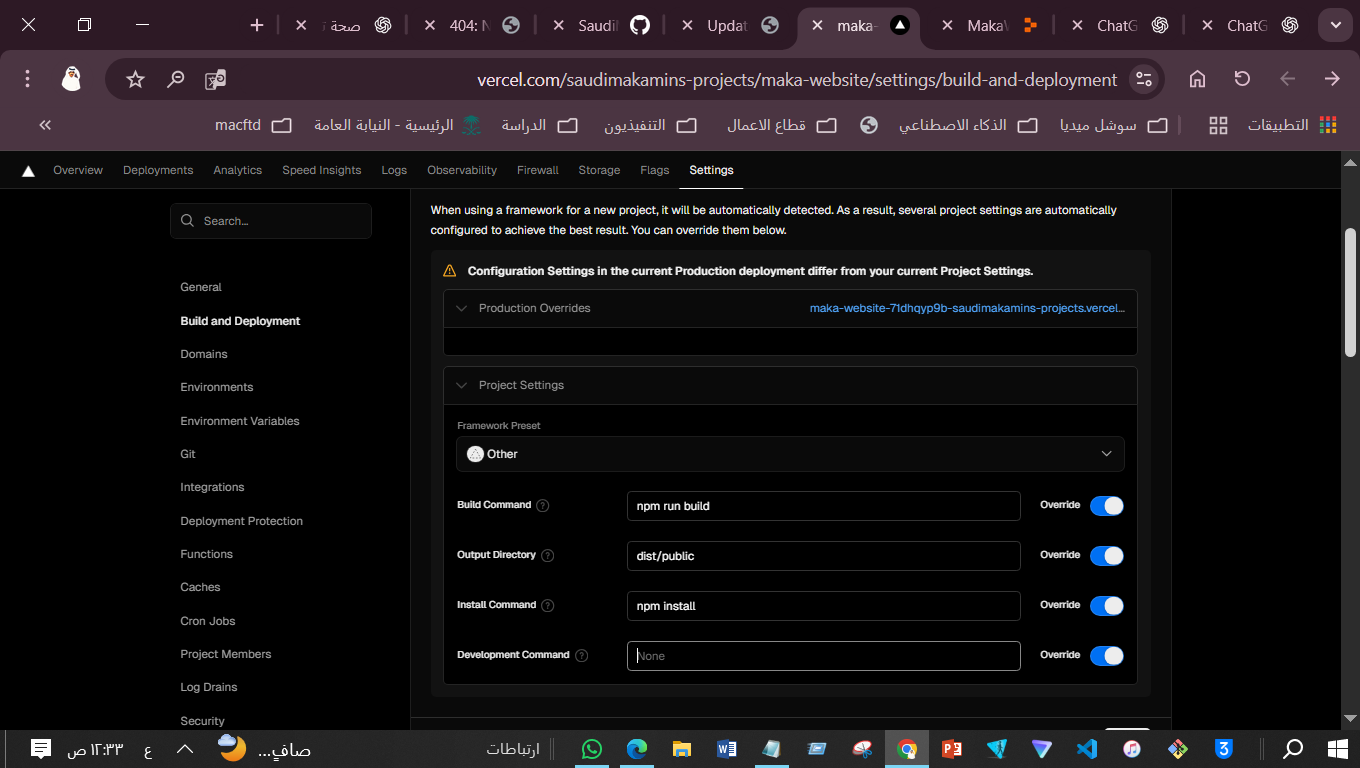 صحة
404: N
Saudi
Updat
maka-
Maka
ChatG
ChatG
vercel.com/saudimakamins-projects/maka-website/settings/build-and-deployment
التطبيقات
سوشل ميديا
الذكاء الاصطناعي
قطاع الاعمال
التنفيذيون
الدراسة
الرئيسية - النيابة العامة
macftd
Overview
Deployments
Analytics
Speed Insights
Logs
Observability
Firewall
Storage
Flags
Settings
Search...
General
Build and Deployment
Domains
Environments
Environment Variables
Git
Integrations
Deployment Protection
Functions
Caches
Cron Jobs
Project Members
Log Drains
Security
When using a framework for a new project, it will be automatically detected. As a result, several project settings are automatically
configured to achieve the best result. You can override them below.
Configuration Settings in the current Production deployment differ from your current Project Settings.
Production Overrides
maka-website-71dhqyp9b-saudimakamins-projects.vercel...
Project Settings
Framework Preset
Other
Build Command
npm run build
Override
Output Directory
dist/public
Override
Install Command
npm install
Override
Development Command
None
Override
ارتباطات
صافٍ...
ع
١٢:٣٣ ص